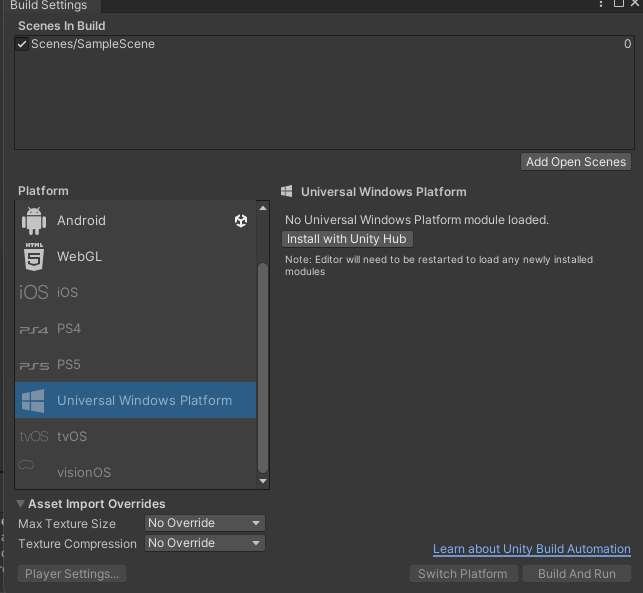 Build Settings
Scenes In Build
Scenes/SampleScene 0
Add Open Scenes
Platform
Android
HTML
5
WebGL
iOS iOS
PS4 PS4
PS5 PS5
Universal Windows Platform
tvOS tvOS
visionOS
Universal Windows Platform
No Universal Windows Platform module loaded.
Install with Unity Hub
Note: Editor will need to be restarted to load any newly installed
modules
Asset Import Overrides
Max Texture Size No Override
Texture Compression No Override
Learn about Unity Build Automation
Player Settings... Switch Platform Build And Run